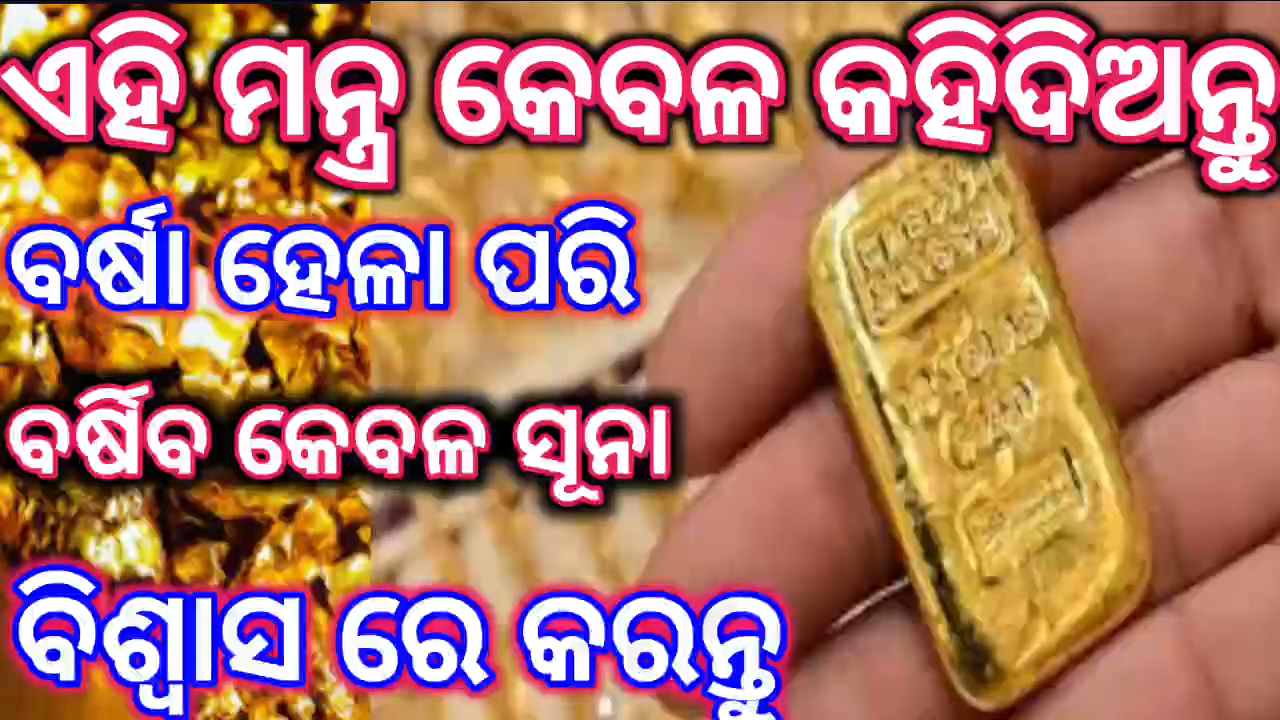 ଏହି ମନ୍ତ୍ର କେବଳ କହିଦିଅନ୍ତୁ
ବର୍ଷା ହେଳା ପରି
ବର୍ଷିବ କେବଳ ସୂନା
ବିଶ୍ୱାସ ରେ କରନ୍ତୁ